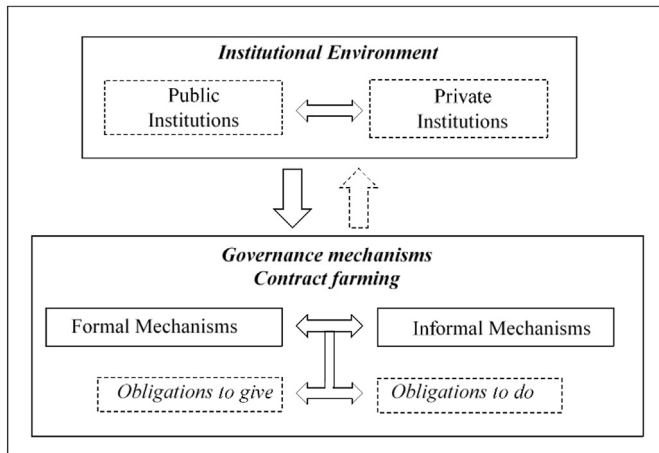 Institutional Environment
Public
Institutions
Private
Institutions
Governance mechanisms
Contract farming
Formal Mechanisms
Informal Mechanisms
Obligations to give
Obligations to do